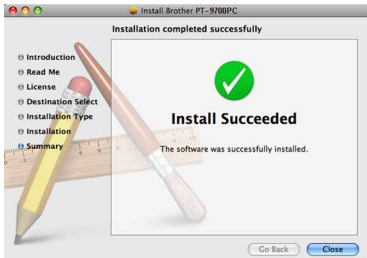 Install Brother PT-9700PC
Installation completed successfully
Introduction
Read Me
License
Destination Select
Installation Type
Installation
Summary
Install Succeeded
The software was successfully installed.
Go Back
Close